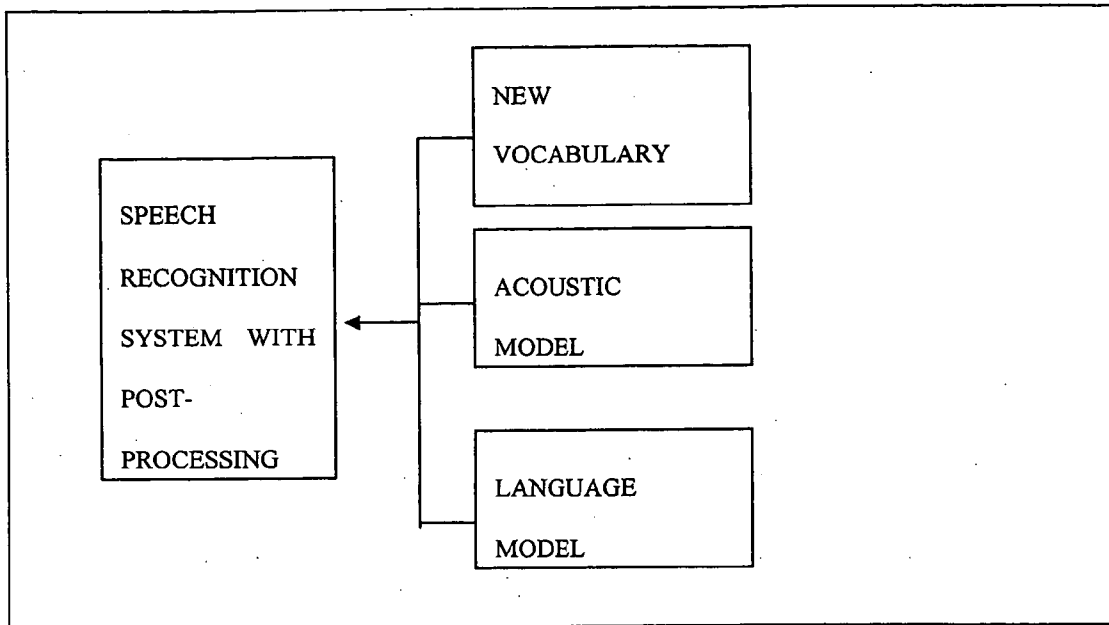 NEW
VOCABULARY
SPEECH
RECOGNITION
SYSTEM WITH
POST-
PROCESSING
ACOUSTIC
MODEL
LANGUAGE
MODEL